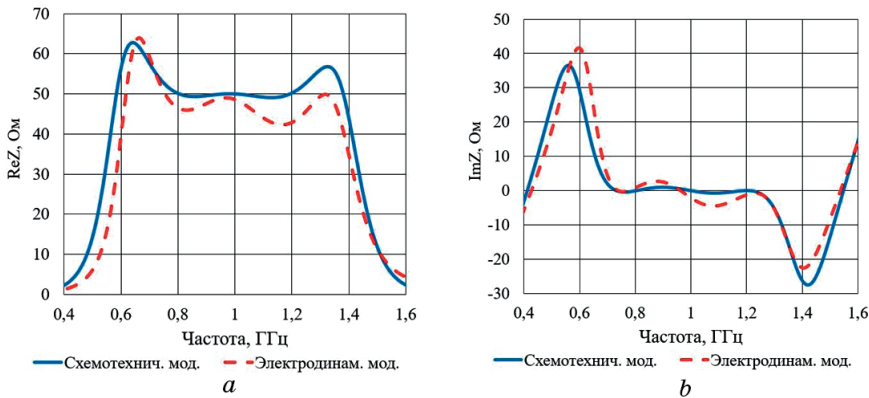 70
60
50
40
30
20
10
0
ReZ, Ом
0,4 0,6 0,8 1 1,2 1,4 1,6
Частота, ГГц
Схемотехнич. мод. Электродинам. мод.
a
50
40
30
20
10
0
-10
-20
-30
ImZ, Ом
0,4 0,6 0,8 1 1,2 1,4 1,6
Частота, ГГц
Схемотехнич. мод. Электродинам. мод.
b